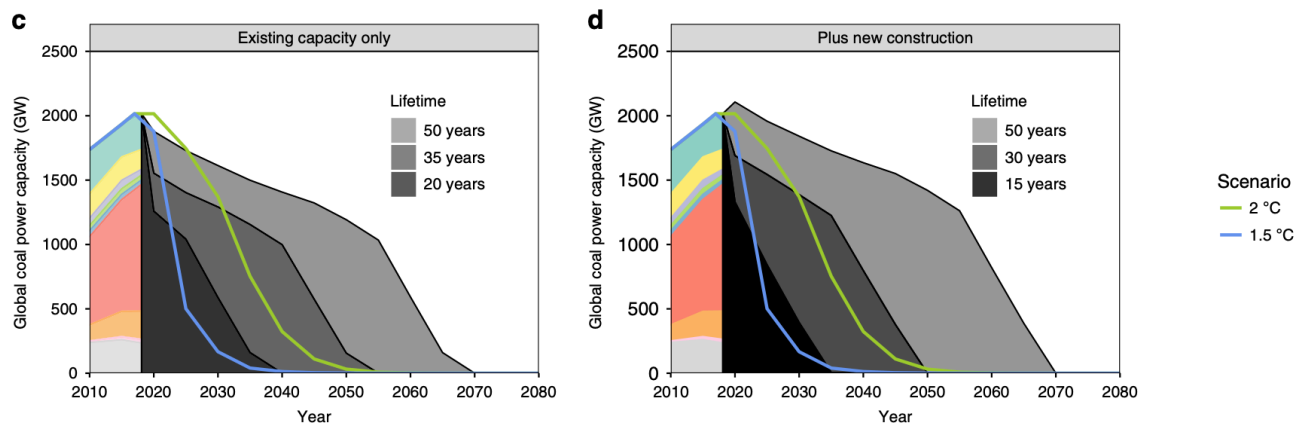 c
Existing capacity only
Global coal power capacity (GW)
2500
2000
1500
1000
500
0
Lifetime
50 years
35 years
20 years
2010 2020 2030 2040 2050 2060 2070 2080
Year
d
Plus new construction
Global coal power capacity (GW)
2500
2000
1500
1000
500
0
Lifetime
50 years
30 years
15 years
2010 2020 2030 2040 2050 2060 2070 2080
Year
Scenario
2 °C
1.5 °C